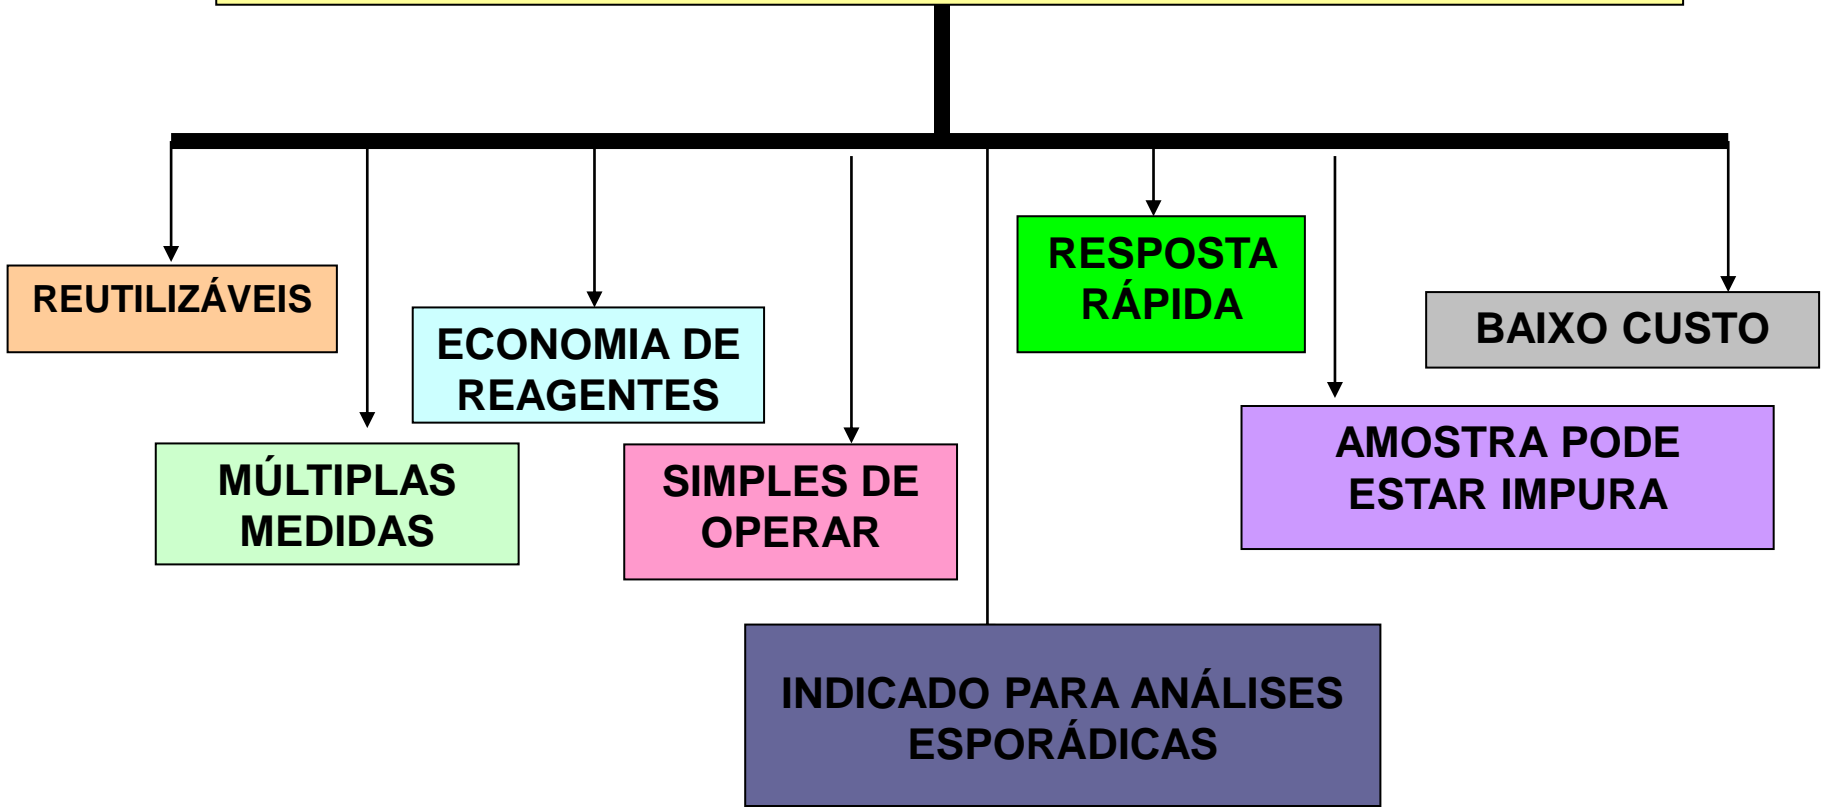 REUTILIZÁVEIS
MÚLTIPLAS
MEDIDAS
ECONOMIA DE
REAGENTES
SIMPLES DE
OPERAR
INDICADO PARA ANÁLISES
ESPORÁDICAS
RESPOSTA
RÁPIDA
AMOSTRA PODE
ESTAR IMPURA
BAIXO CUSTO